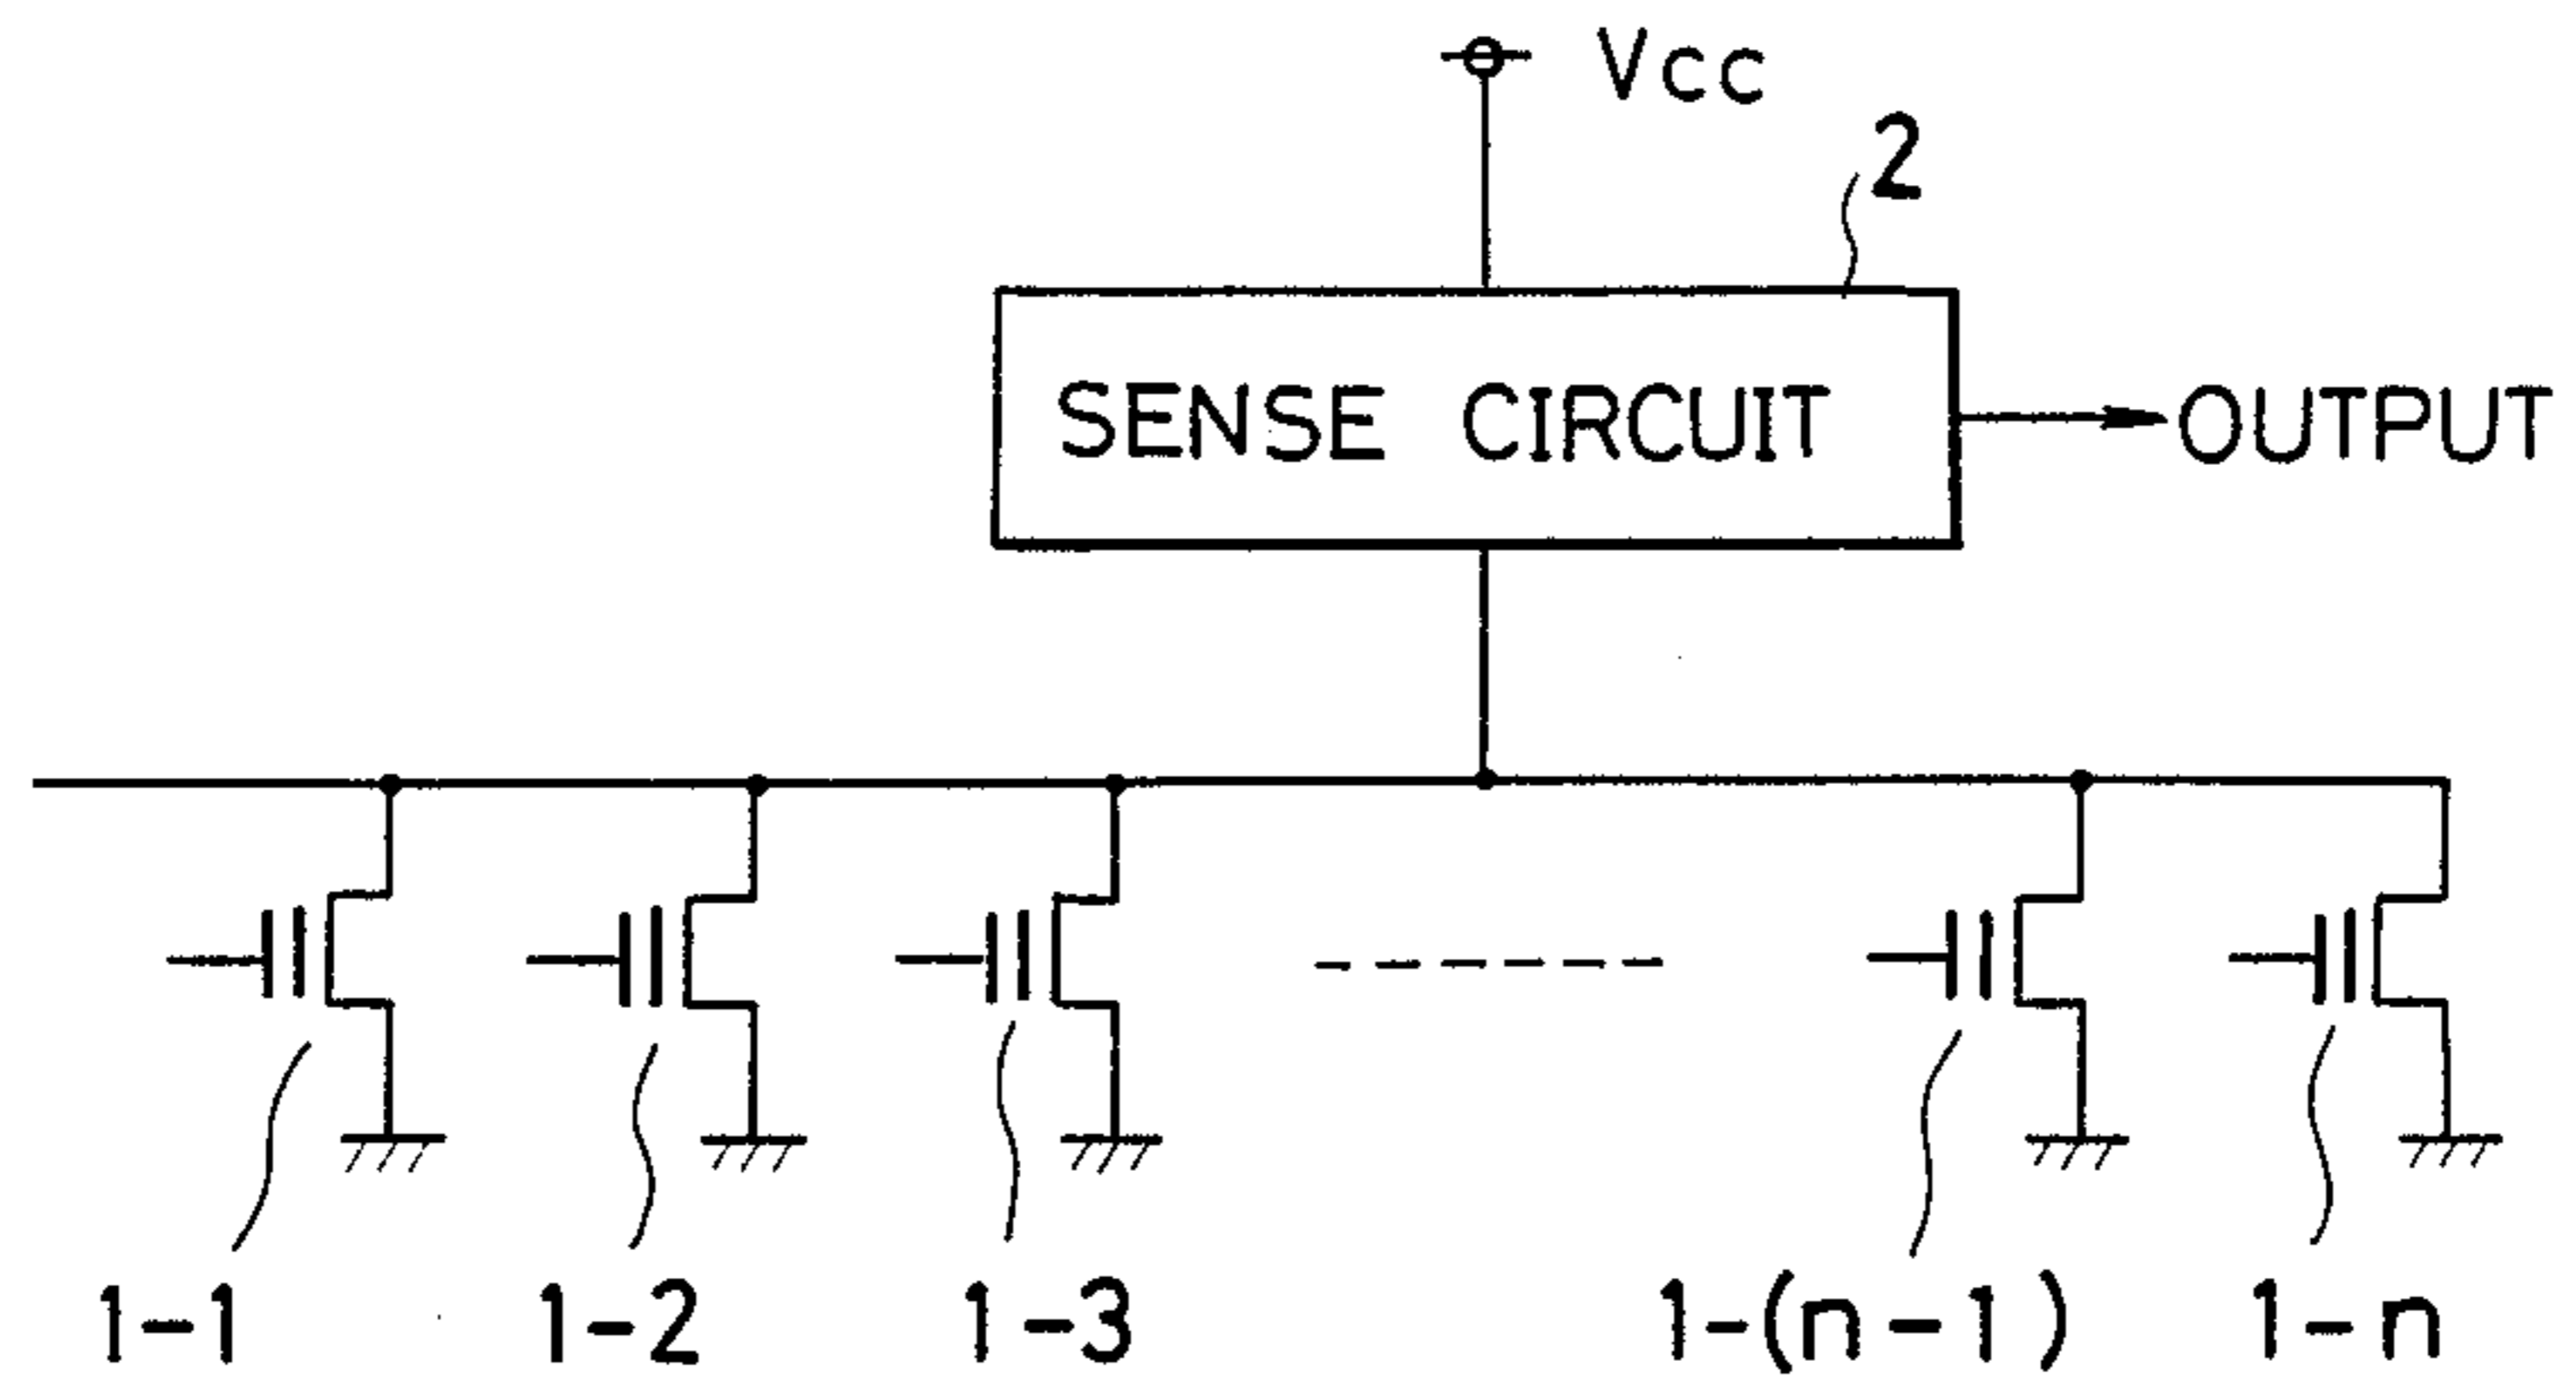 Vcc
2
SENSE CIRCUIT
OUTPUT
1-1
1-2
1-3
1-(n-1)
1-n